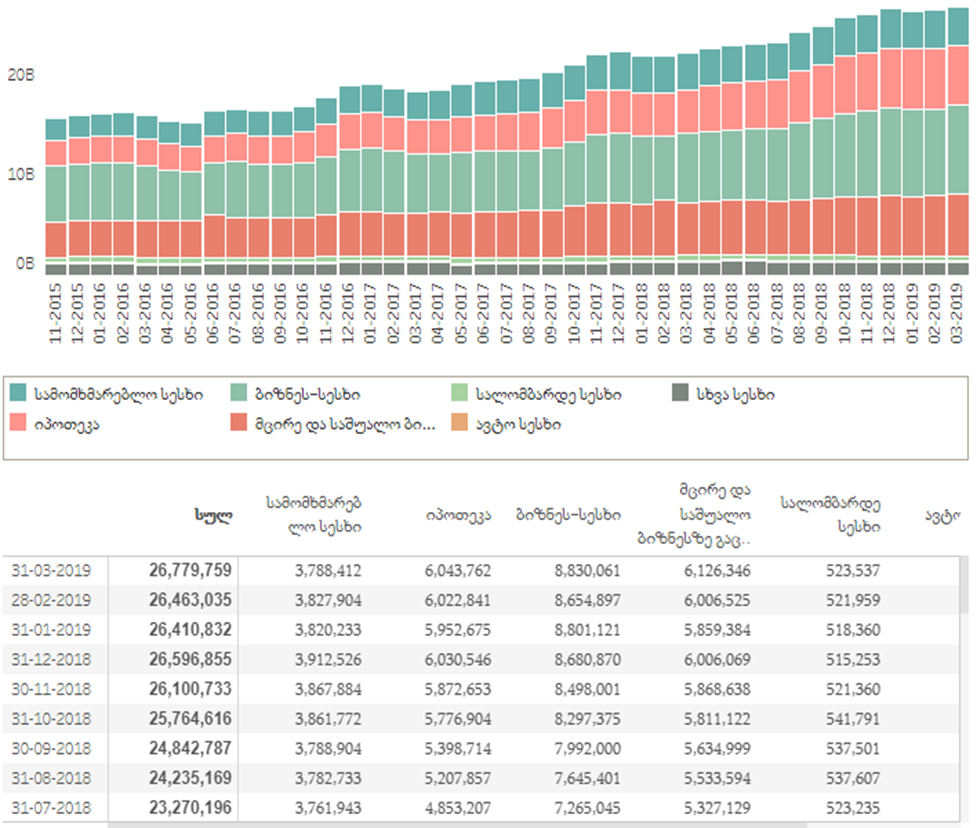 20B
10B
0B
11-2015 12-2015 01-2016 02-2016 03-2016 04-2016 05-2016 06-2016 07-2016 08-2016 09-2016 10-2016 11-2016 12-2016 01-2017 02-2017 03-2017 04-2017 05-2017 06-2017 07-2017 08-2017 09-2017 10-2017 11-2017 12-2017 01-2018 02-2018 03-2018 04-2018 05-2018 06-2018 07-2018 08-2018 09-2018 10-2018 11-2018 12-2018 01-2019 02-2019 03-2019
სამომხმარებლო სესხი ბიზნეს-სესხი სალომბარდე სესხი სხვა სესხი
იპოთეკა მცირე და საშუალო ბი... ავტო სესხი
მცირე და
სამომხმარებ საშუალო სალომბარდე
სულ ლო სესხი იპოთეკა ბიზნეს-სესხი ბიზნესზე გაც.. სესხი ავტო
31-03-2019 26,779,759 3,788,412 6,043,762 8,830,061 6,126,346 523,537
28-02-2019 26,463,035 3,827,904 6,022,841 8,654,897 6,006,525 521,959
31-01-2019 26,410,832 3,820,233 5,952,675 8,801,121 5,859,384 518,360
31-12-2018 26,596,855 3,912,526 6,030,546 8,680,870 6,006,069 515,253
30-11-2018 26,100,733 3,867,884 5,872,653 8,498,001 5,868,638 521,360
31-10-2018 25,764,616 3,861,772 5,776,904 8,297,375 5,811,122 541,791
30-09-2018 24,842,787 3,788,904 5,398,714 7,992,000 5,634,999 537,501
31-08-2018 24,235,169 3,782,733 5,207,857 7,645,401 5,533,594 537,607
31-07-2018 23,270,196 3,761,943 4,853,207 7,265,045 5,327,129 523,235